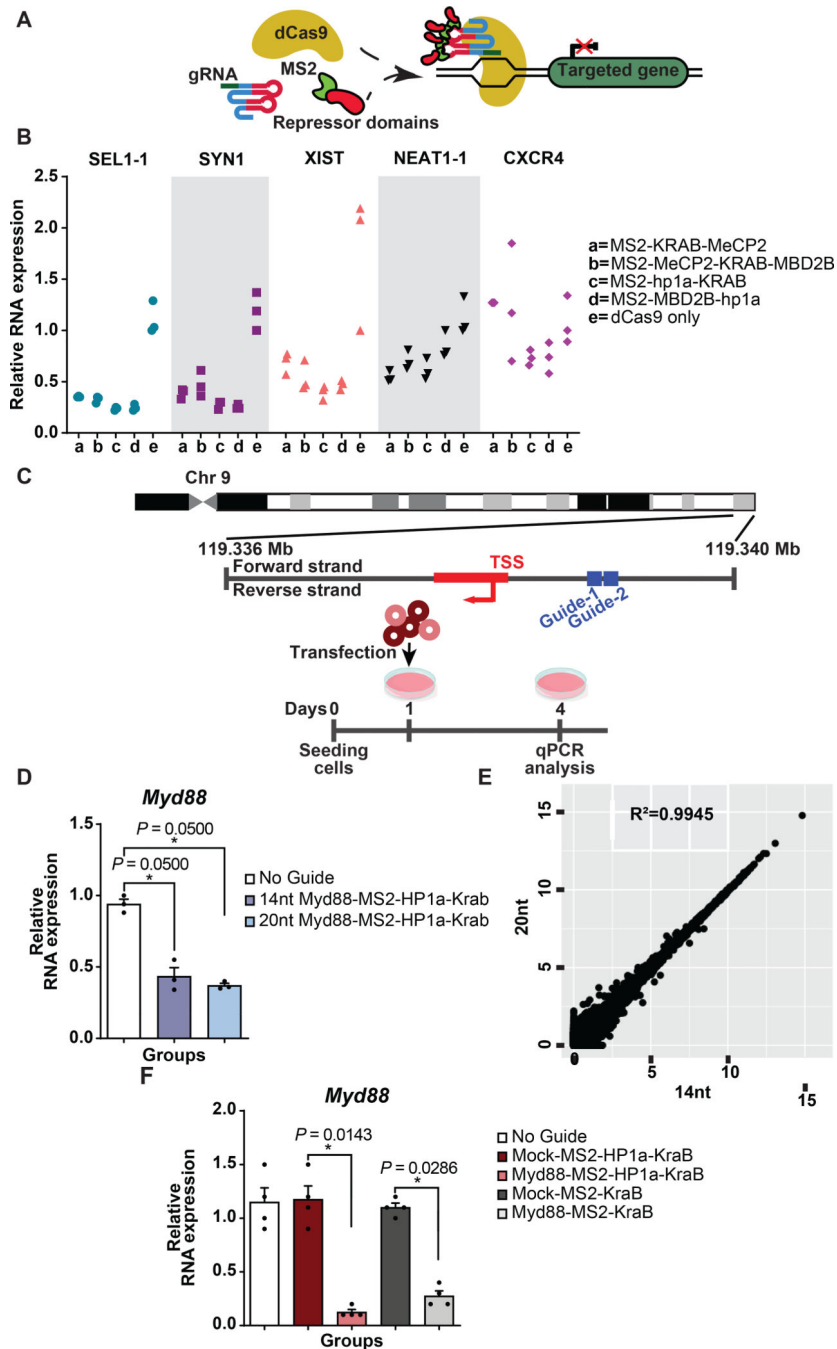 A
dCas9
MS2
gRNA
Repressor domains
Targeted gene
B
SEL1-1 SYN1 XIST NEAT1-1 CXCR4
Relative RNA expression
2.5
2.0
1.5
1.0
0.5
0.0
a b c d e a b c d e a b c d e a b c d e a b c d e
a=MS2-KRAB-MeCP2
b=MS2-MeCP2-KRAB-MBD2B
c=MS2-hp1a-KRAB
d=MS2-MBD2B-hp1a
e=dCas9 only
C
Chr 9
119.336 Mb 119.340 Mb
Forward strand
Reverse strand
TSS
Guide-1
Guide-2
Transfection
Days 0 1 4
Seeding
cells
qPCR
analysis
D
Myd88
P = 0.0500
*
P = 0.0500
*
Relative
RNA expression
1.5
1.0
0.5
0.0
Groups
No Guide
14nt Myd88-MS2-HP1a-Krab
20nt Myd88-MS2-HP1a-Krab
E
R²=0.9945
20nt
15
10
5
0
0 5 10 15
14nt
F
Myd88
P = 0.0143
*
P = 0.0286
*
Relative
RNA expression
2.0
1.5
1.0
0.5
0.0
Groups
No Guide
Mock-MS2-HP1a-KraB
Myd88-MS2-HP1a-KraB
Mock-MS2-KraB
Myd88-MS2-KraB